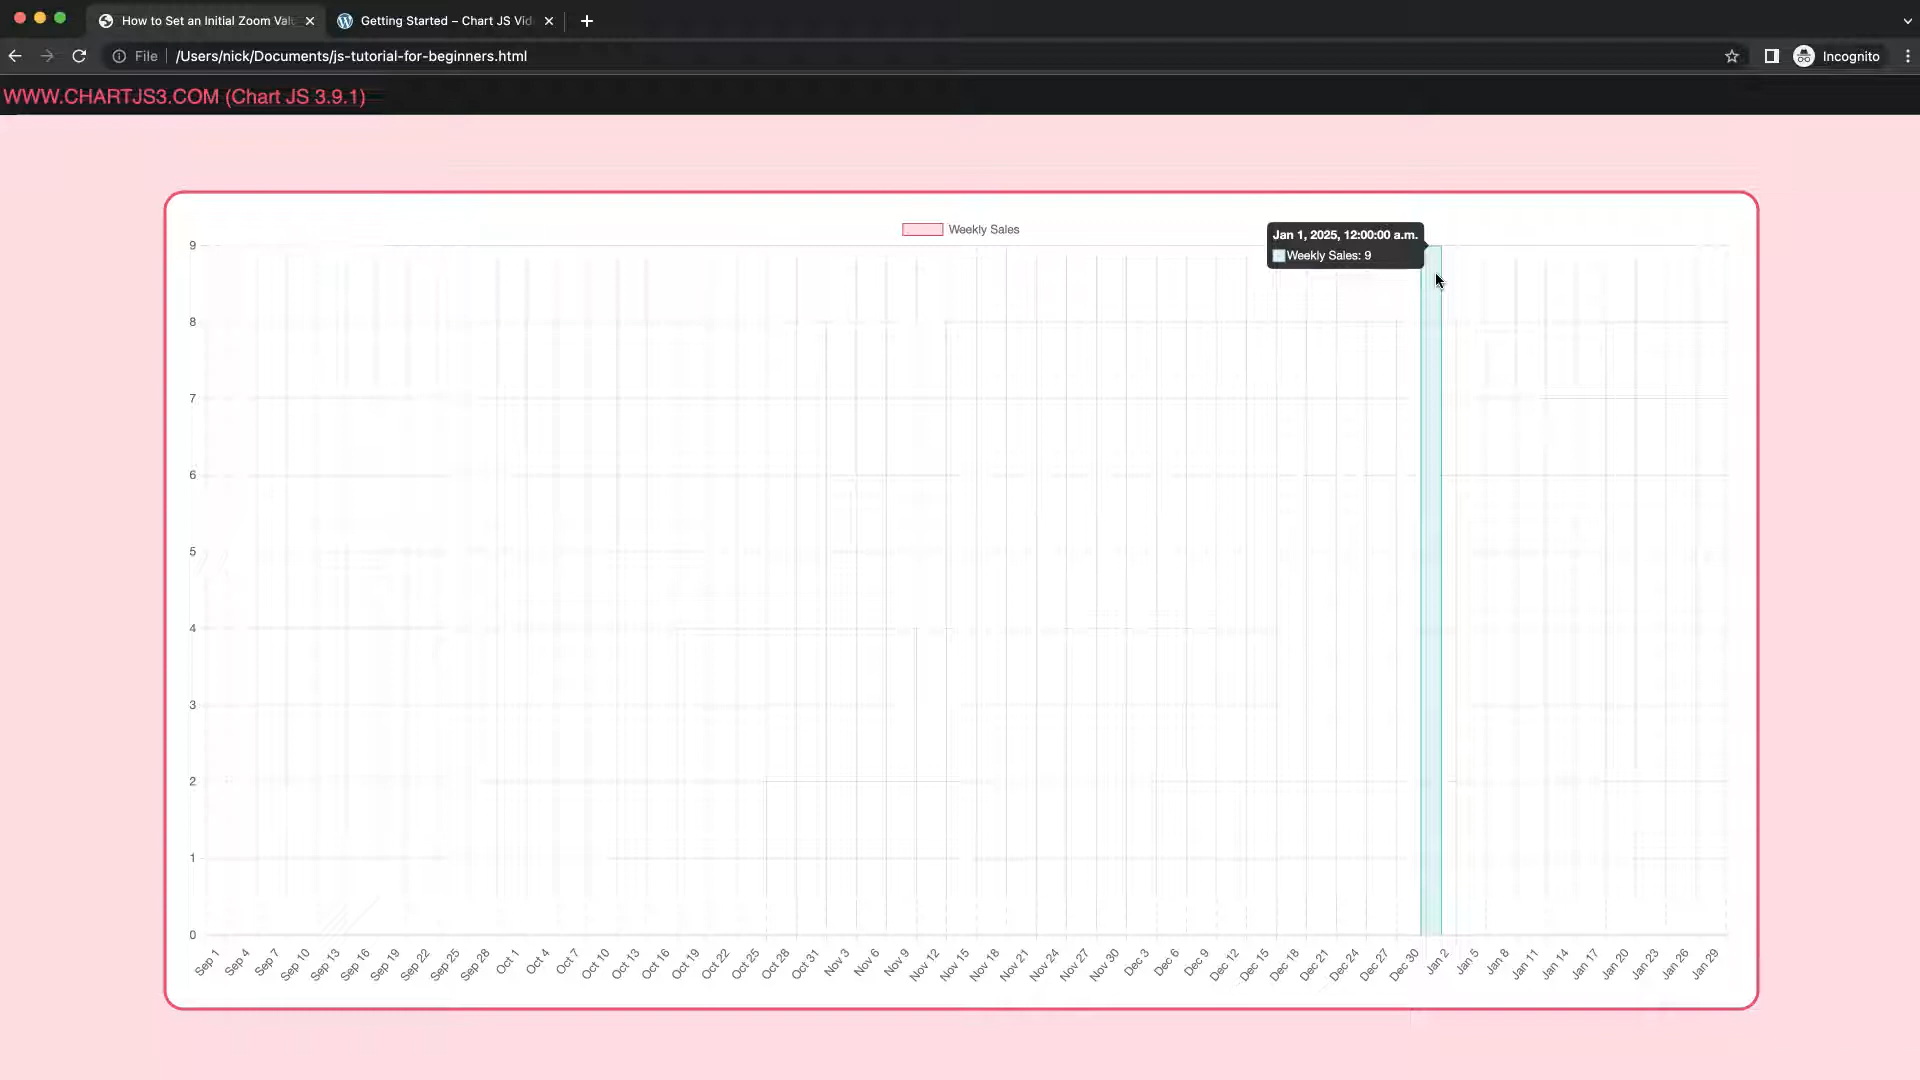 How to Set an Initial Zoom Val
Getting Started – Chart JS Vid
File
/Users/nick/Documents/js-tutorial-for-beginners.html
Incognito
WWW.CHARTJS3.COM (Chart JS 3.9.1)
Weekly Sales
Jan 1, 2025, 12:00:00 a.m.
Weekly Sales: 9
9
8
7
6
5
4
3
2
1
0
Sep 1
Sep 4
Sep 7
Sep 10
Sep 13
Sep 16
Sep 19
Sep 22
Sep 25
Sep 28
Oct 1
Oct 4
Oct 7
Oct 10
Oct 13
Oct 16
Oct 19
Oct 22
Oct 25
Oct 28
Oct 31
Nov 3
Nov 6
Nov 9
Nov 12
Nov 15
Nov 18
Nov 21
Nov 24
Nov 27
Nov 30
Dec 3
Dec 6
Dec 9
Dec 12
Dec 15
Dec 18
Dec 21
Dec 24
Dec 27
Dec 30
Jan 2
Jan 5
Jan 8
Jan 11
Jan 14
Jan 17
Jan 20
Jan 23
Jan 26
Jan 29